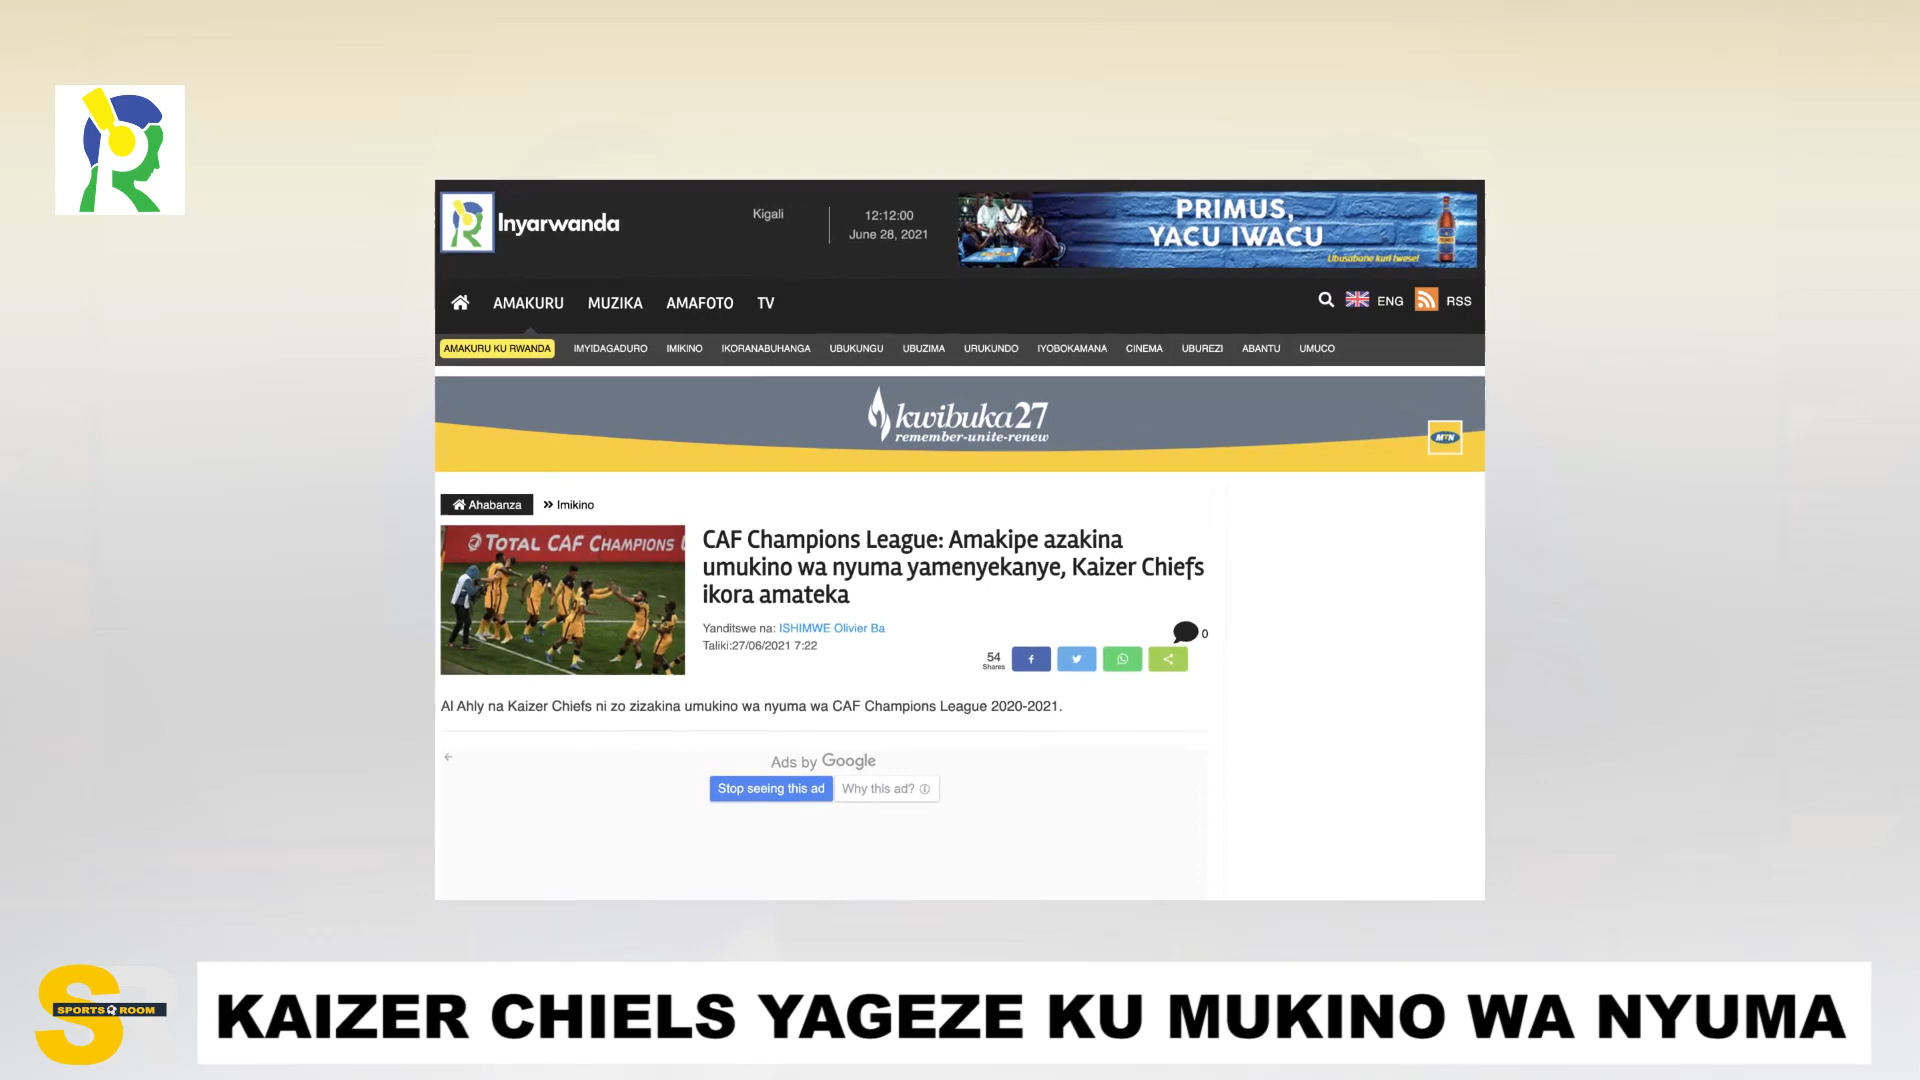 Inyarwanda
Kigali
12:12:00
June 28, 2021
PRIMUS,
YACU IWACU
Ubusabane kuri twese!
AMAKURU MUZIKA AMAFOTO TV
ENG RSS
AMAKURU KU RWANDA IMYIDAGADURO IMIKINO IKORANABUHANGA UBUKUNGU UBUZIMA URUKUNDO IYOBOKAMANA CINEMA UBUREZI ABANTU UMUCO
kwibuka27
remember-unite-renew
MTN
Ahabanza » Imikino
TOTAL CAF CHAMPIONS L
CAF Champions League: Amakipe azakina
umukino wa nyuma yamenyekanye, Kaizer Chiefs
ikora amateka
Yanditswe na: ISHIMWE Olivier Ba
Taliki:27/06/2021 7:22
0
54
Shares
Al Ahly na Kaizer Chiefs ni zo zizakina umukino wa nyuma wa CAF Champions League 2020-2021.
Ads by Google
Stop seeing this ad Why this ad?
SPORTS ROOM
KAIZER CHIELS YAGEZE KU MUKINO WA NYUMA